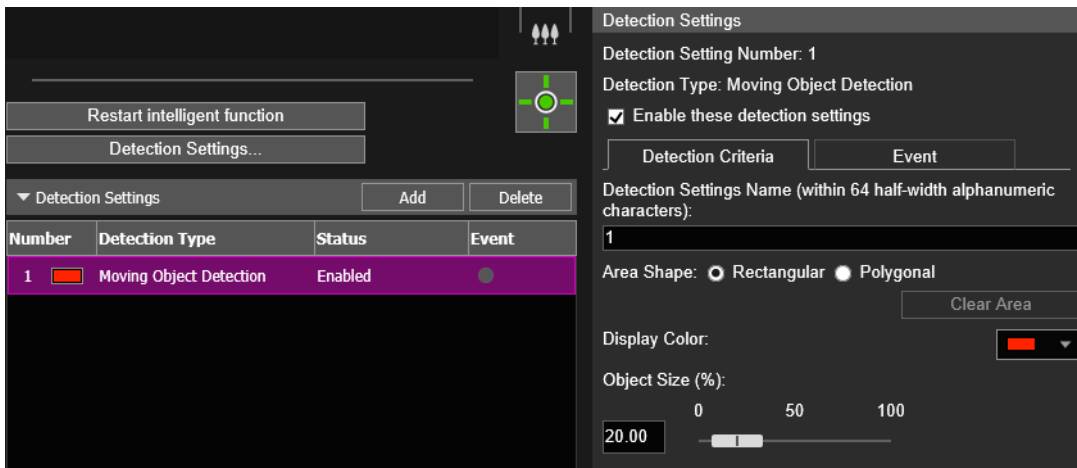 Restart intelligent function
Detection Settings...
Detection Settings
Add
Delete
Number Detection Type Status Event
1 Moving Object Detection Enabled
Detection Settings
Detection Setting Number: 1
Detection Type: Moving Object Detection
Enable these detection settings
Detection Criteria
Event
Detection Settings Name (within 64 half-width alphanumeric
characters):
1
Area Shape: Rectangular Polygonal
Clear Area
Display Color:
Object Size (%):
0 50 100
20.00